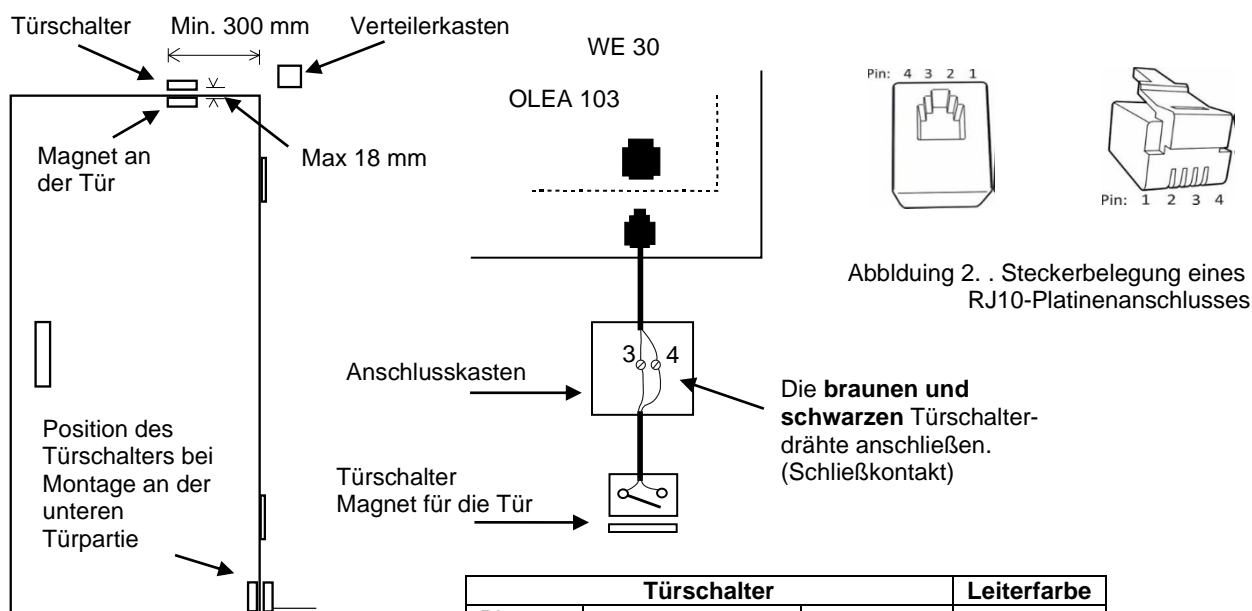 Türschalter
Min. 300 mm
Verteilerkasten
Magnet an
der Tür
Max 18 mm
Position des
Türschalters bei
Montage an der
unteren
Türpartie
WE 30
OLEA 103
3 4
Anschlusskasten
Die braunen und
schwarzen Türschalter-
drähte anschließen.
(Schließkontakt)
Türschalter
Magnet für die Tür
Pin: 4 3 2 1
Pin: 1 2 3 4
Abblduing 2. . Steckerbelegung eines
RJ10-Platinenanschlusses
Türschalter Leiterfarbe